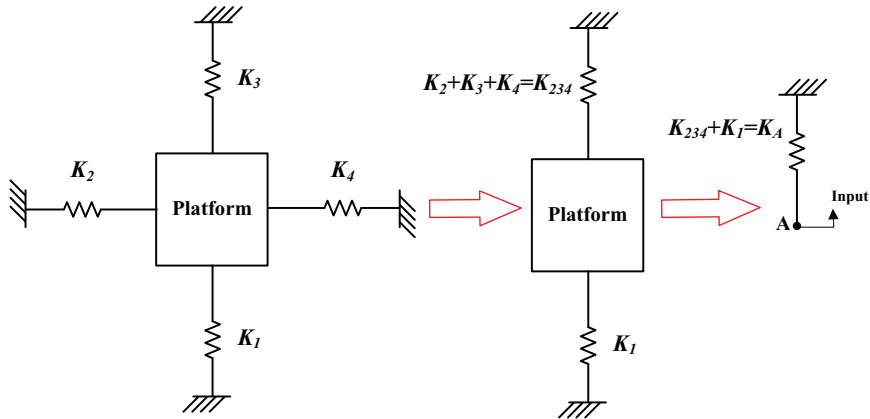 K3
K2
Platform
K4
K1
K2+K3+K4=K234
Platform
K1
K234+K1=KA
Input
A